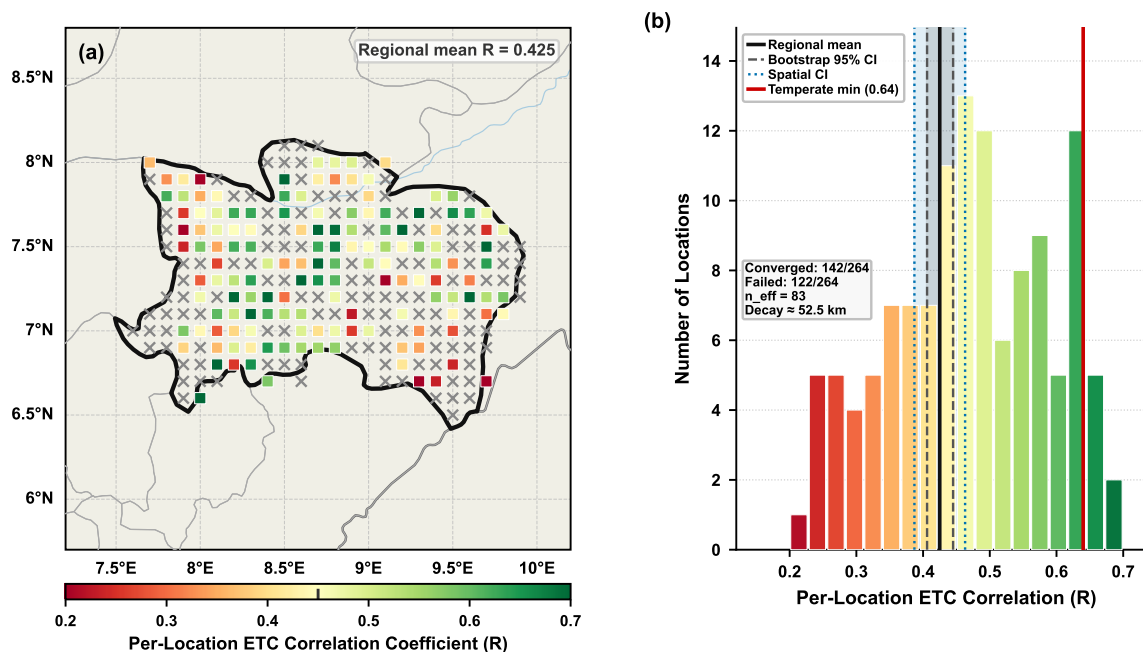 (a)
Regional mean R = 0.425
8.5°N
8°N
7.5°N
7°N
6.5°N
6°N
7.5°E 8°E 8.5°E 9°E 9.5°E 10°E
0.2 0.3 0.4 0.5 0.6 0.7
Per-Location ETC Correlation Coefficient (R)
(b)
Regional mean
Bootstrap 95% CI
Spatial CI
Temperate min (0.64)
Converged: 142/264
Failed: 122/264
n_eff = 83
Decay ≈ 52.5 km
Number of Locations
14
12
10
8
6
4
2
0
0.2 0.3 0.4 0.5 0.6 0.7
Per-Location ETC Correlation (R)